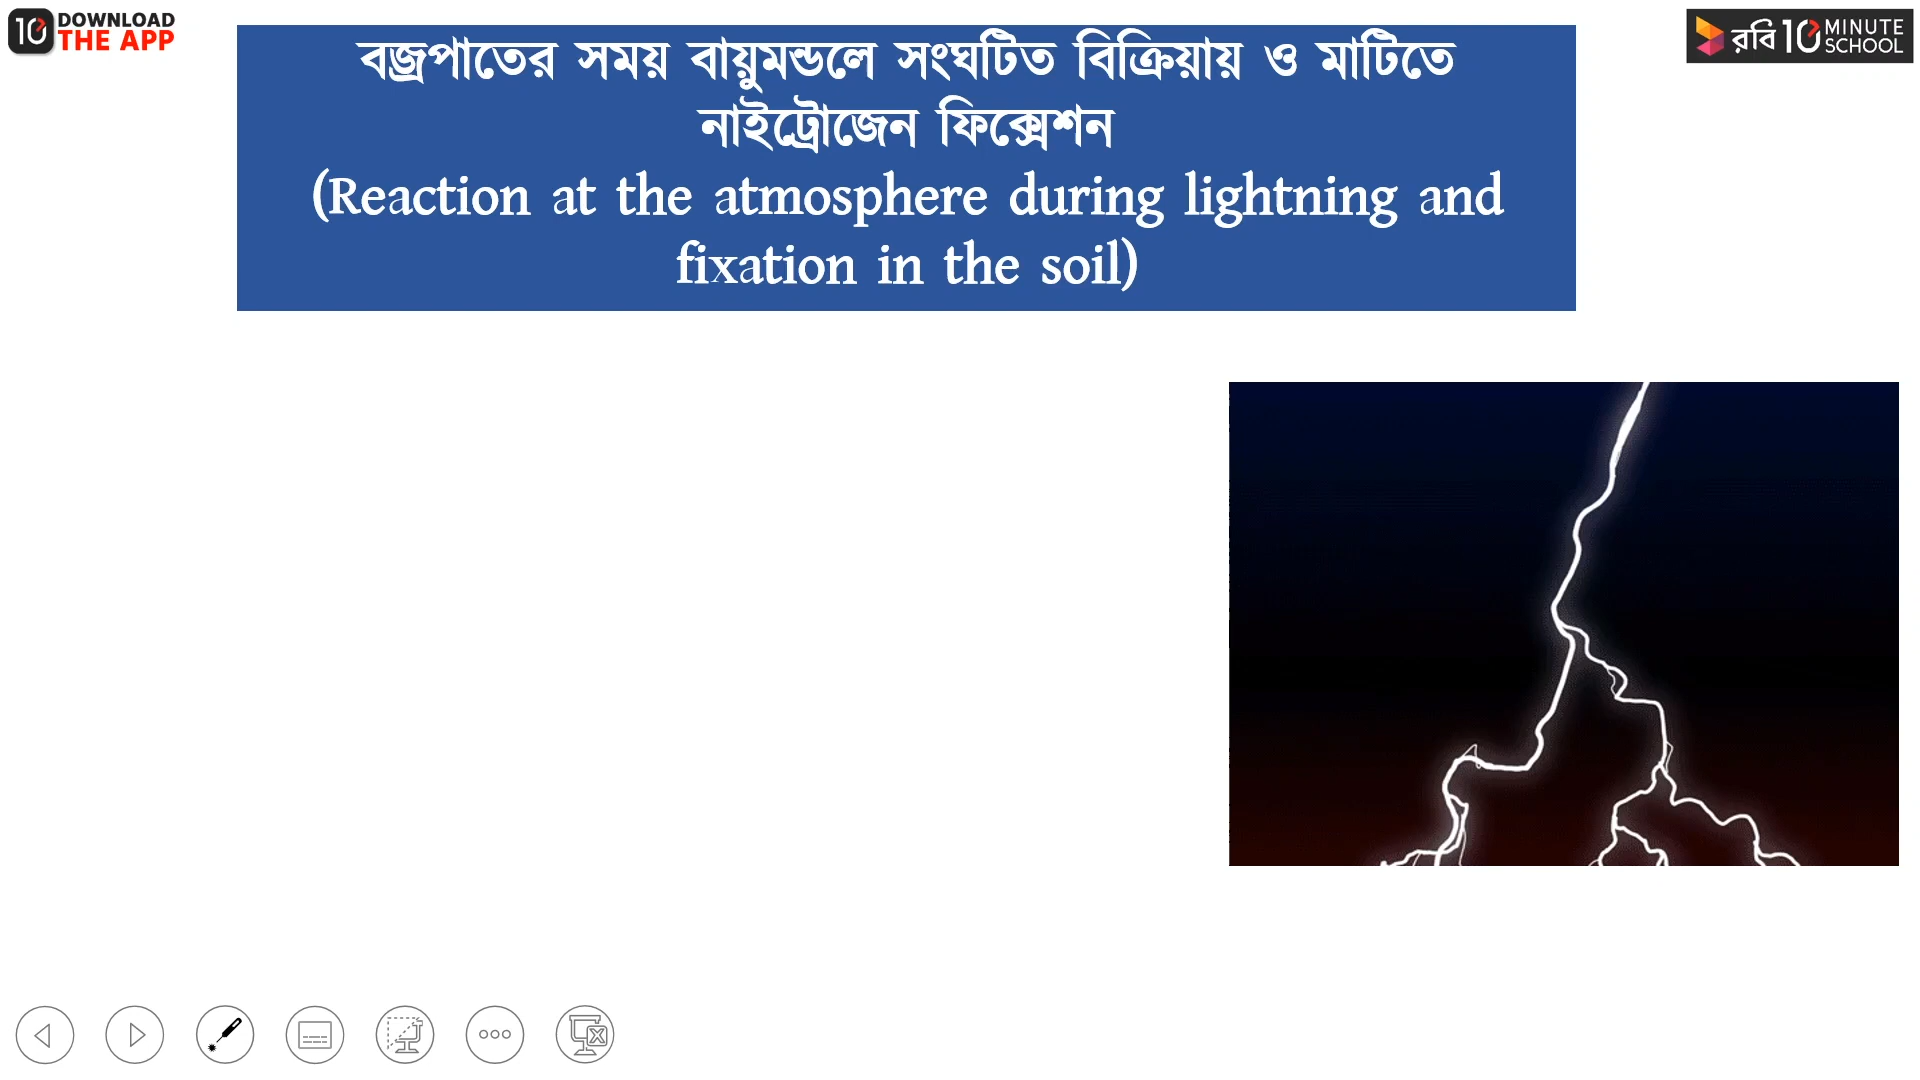 10 DOWNLOAD
THE APP
রবি 10 MINUTE
SCHOOL
বজ্রপাতের সময় বায়ুমন্ডলে সংঘটিত বিক্রিয়ায় ও মাটিতে
নাইট্রোজেন ফিক্সেশন
(Reaction at the atmosphere during lightning and
fixation in the soil)